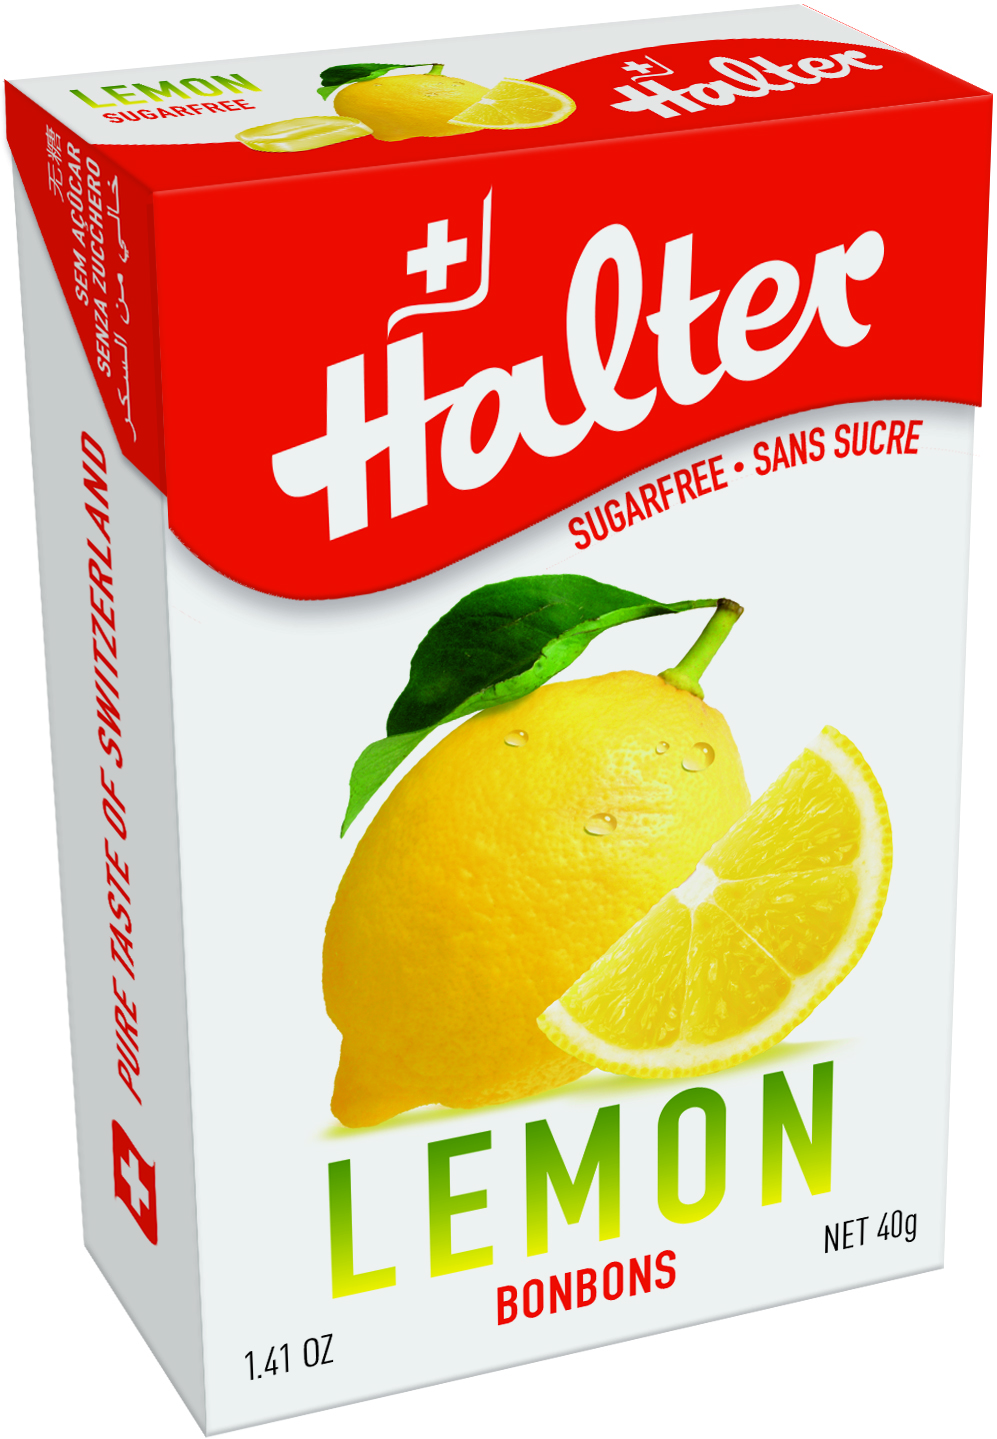 LEMON
SUGARFREE
Halter
无糖
SEM AÇÚCAR
SENZA ZUCCHERO
خالي من السكر
Halter
SUGARFREE • SANS SUCRE
PURE TASTE OF SWITZERLAND
LEMON
BONBONS
NET 40g
1.41 OZ